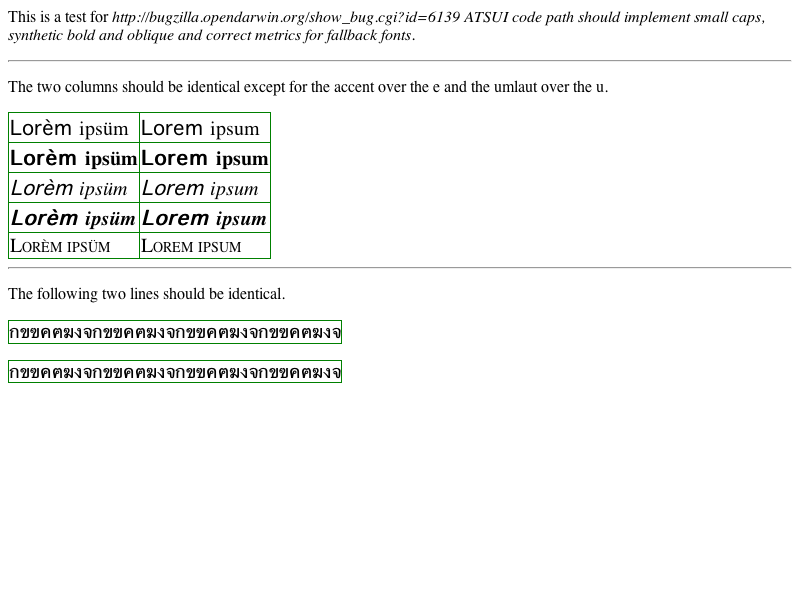 This is a test for http://bugzilla.opendarwin.org/show_bug.cgi?id=6139 ATSUI code path should implement small caps,
synthetic bold and oblique and correct metrics for fallback fonts.
The two columns should be identical except for the accent over the e and the umlaut over the u.
Lorèm ipsüm Lorem ipsum
Lorèm ipsüm Lorem ipsum
Lorèm ipsüm Lorem ipsum
Lorèm ipsüm Lorem ipsum
Lorèm ipsüm Lorem ipsum
The following two lines should be identical.
กขฃคฅฆงจกขฃคฅฆงจกขฃคฅฆงจกขฃคฅฆงจ
กขฃคฅฆงจกขฃคฅฆงจกขฃคฅฆงจกขฃคฅฆงจ